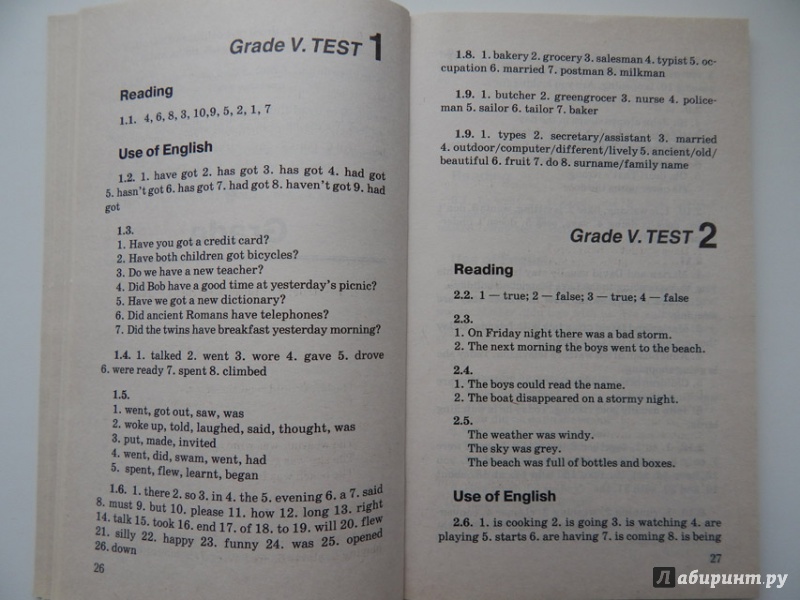 Grade V. TEST 1
Reading
1.1. 4, 6, 8, 3, 10,9, 5, 2, 1, 7
Use of English
1.2. 1. have got 2. has got 3. has got 4. had got
5. hasn't got 6. has got 7. had got 8. haven't got 9. had
got
1.3.
1. Have you got a credit card?
2. Have both children got bicycles?
3. Do we have a new teacher?
4. Did Bob have a good time at yesterday's picnic?
5. Have we got a new dictionary?
6. Did ancient Romans have telephones?
7. Did the twins have breakfast yesterday morning?
1.4. 1. talked 2. went 3. wore 4. gave 5. drove
6. were ready 7. spent 8. climbed
1.5.
1. went, got out, saw, was
2. woke up, told, laughed, said, thought, was
3. put, made, invited
4. went, did, swam, went, had
5. spent, flew, learnt, began
1.6. 1. there 2. so 3. in 4. the 5. evening 6. a 7. said
8. must 9. but 10. please 11. how 12. long 13. right
14. talk 15. took 16. end 17. of 18. to 19. will 20. flew
21. silly 22. happy 23. funny 24. was 25. opened
26. down
26
1.8. 1. bakery 2. grocery 3. salesman 4. typist 5. oc-
cupation 6. married 7. postman 8. milkman
1.9. 1. butcher 2. greengrocer 3. nurse 4. police-
man 5. sailor 6. tailor 7. baker
1.9. 1. types 2. secretary/assistant 3. married
4. outdoor/computer/different/lively 5. ancient/old/
beautiful 6. fruit 7. do 8. surname/family name
Grade V. TEST 2
Reading
2.2. 1 — true; 2 — false; 3 — true; 4 — false
2.3.
1. On Friday night there was a bad storm.
2. The next morning the boys went to the beach.
2.4.
1. The boys could read the name.
2. The boat disappeared on a stormy night.
2.5.
The weather was windy.
The sky was grey.
The beach was full of bottles and boxes.
Use of English
2.6. 1. is cooking 2. is going 3. is watching 4. are
playing 5. starts 6. are having 7. is coming 8. is being
27
Лабиринт.ру